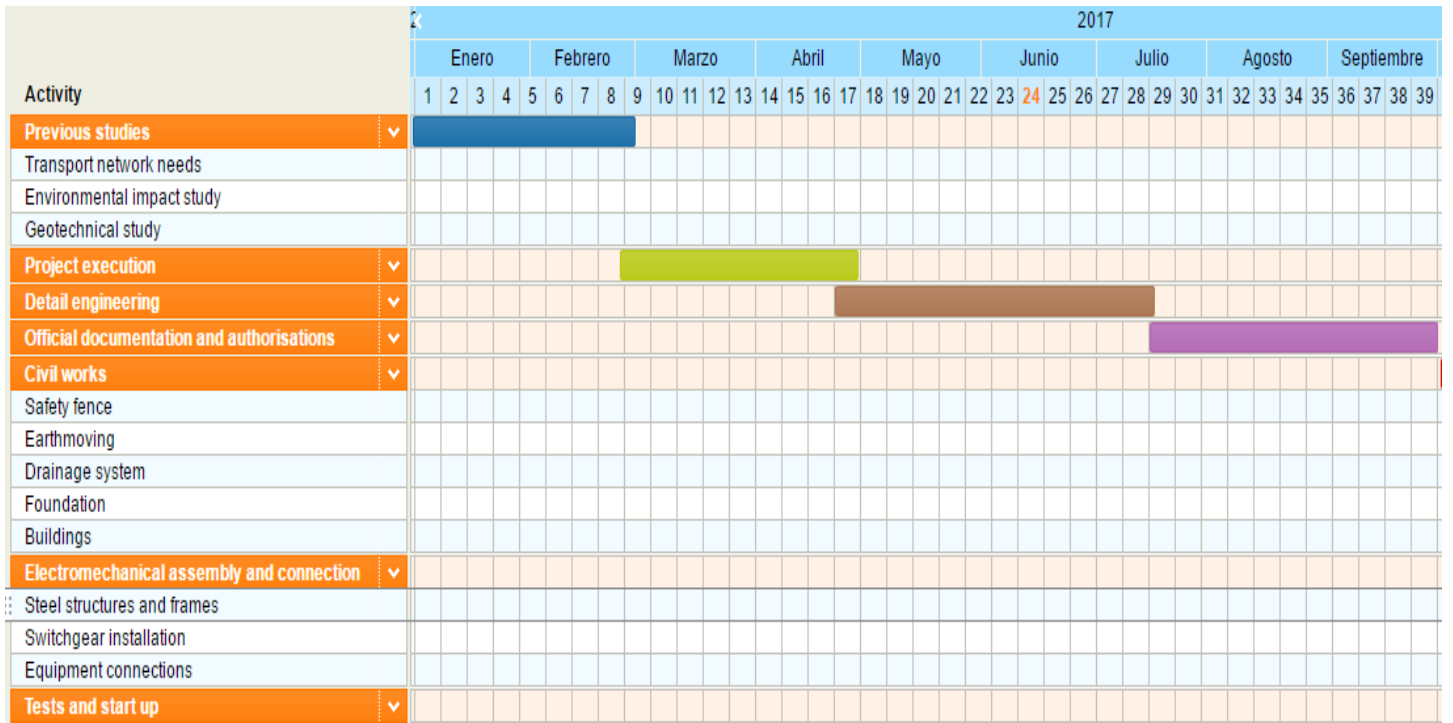 2017
Enero Febrero Marzo Abril Mayo Junio Julio Agosto Septiembre
Activity 1 2 3 4 5 6 7 8 9 10 11 12 13 14 15 16 17 18 19 20 21 22 23 24 25 26 27 28 29 30 31 32 33 34 35 36 37 38 39
Previous studies
Transport network needs
Environmental impact study
Geotechnical study
Project execution
Detail engineering
Official documentation and authorisations
Civil works
Safety fence
Earthmoving
Drainage system
Foundation
Buildings
Electromechanical assembly and connection
Steel structures and frames
Switchgear installation
Equipment connections
Tests and start up